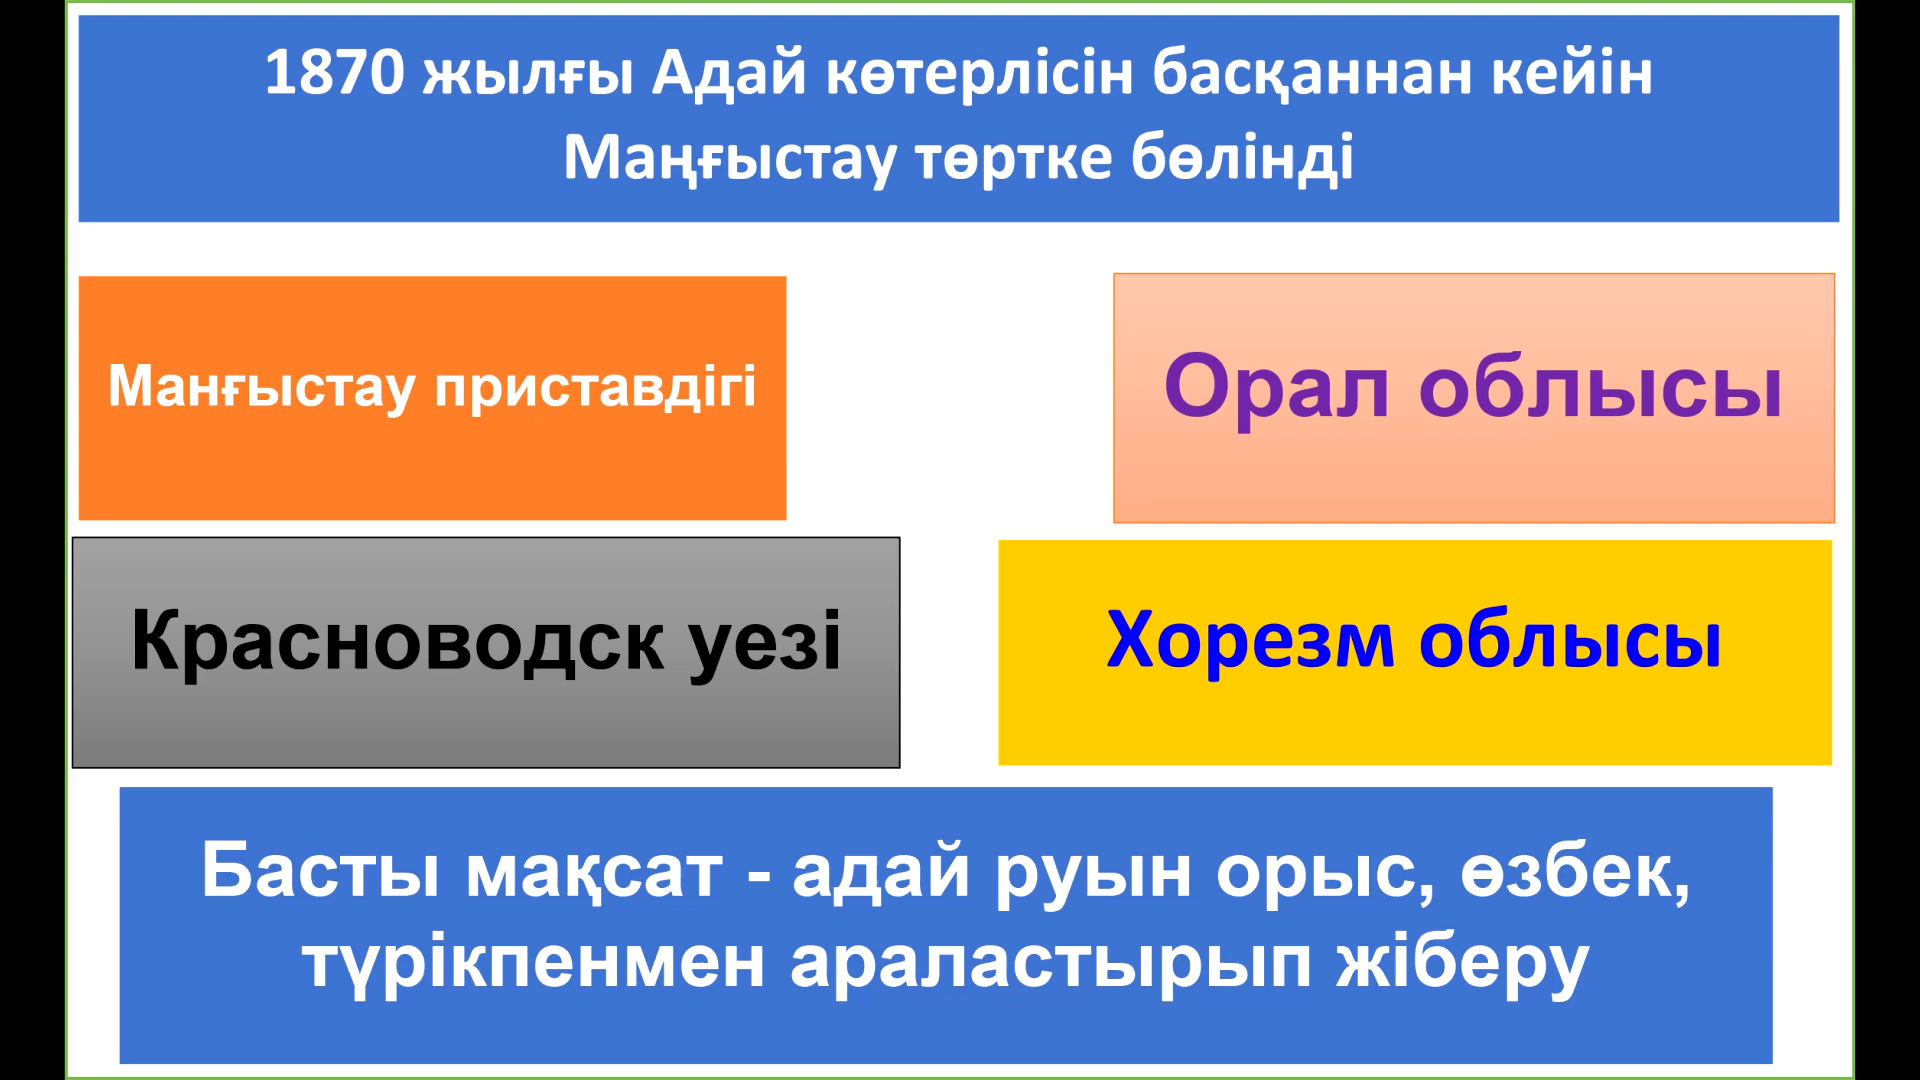 1870 жылғы Адай көтерлісін басқаннан кейін
Маңғыстау төртке бөлінді
Манғыстау приставдігі
Орал облысы
Красноводск уезі
Хорезм облысы
Басты мақсат - адай руын орыс, өзбек,
түрікпенмен араластырып жіберу